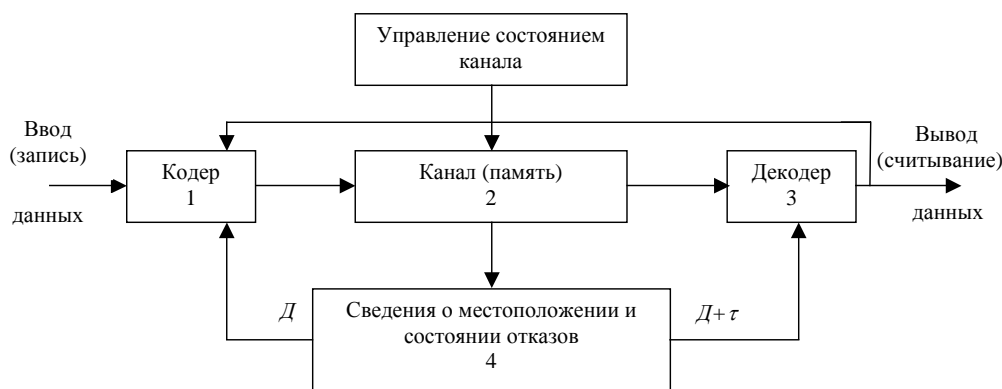 Управление состоянием
канала
Ввод
(запись)
данных
Кодер
1
Канал (память)
2
Декодер
3
Вывод
(считывание)
данных
Д
Сведения о местоположении и
состоянии отказов
4
Д+τ